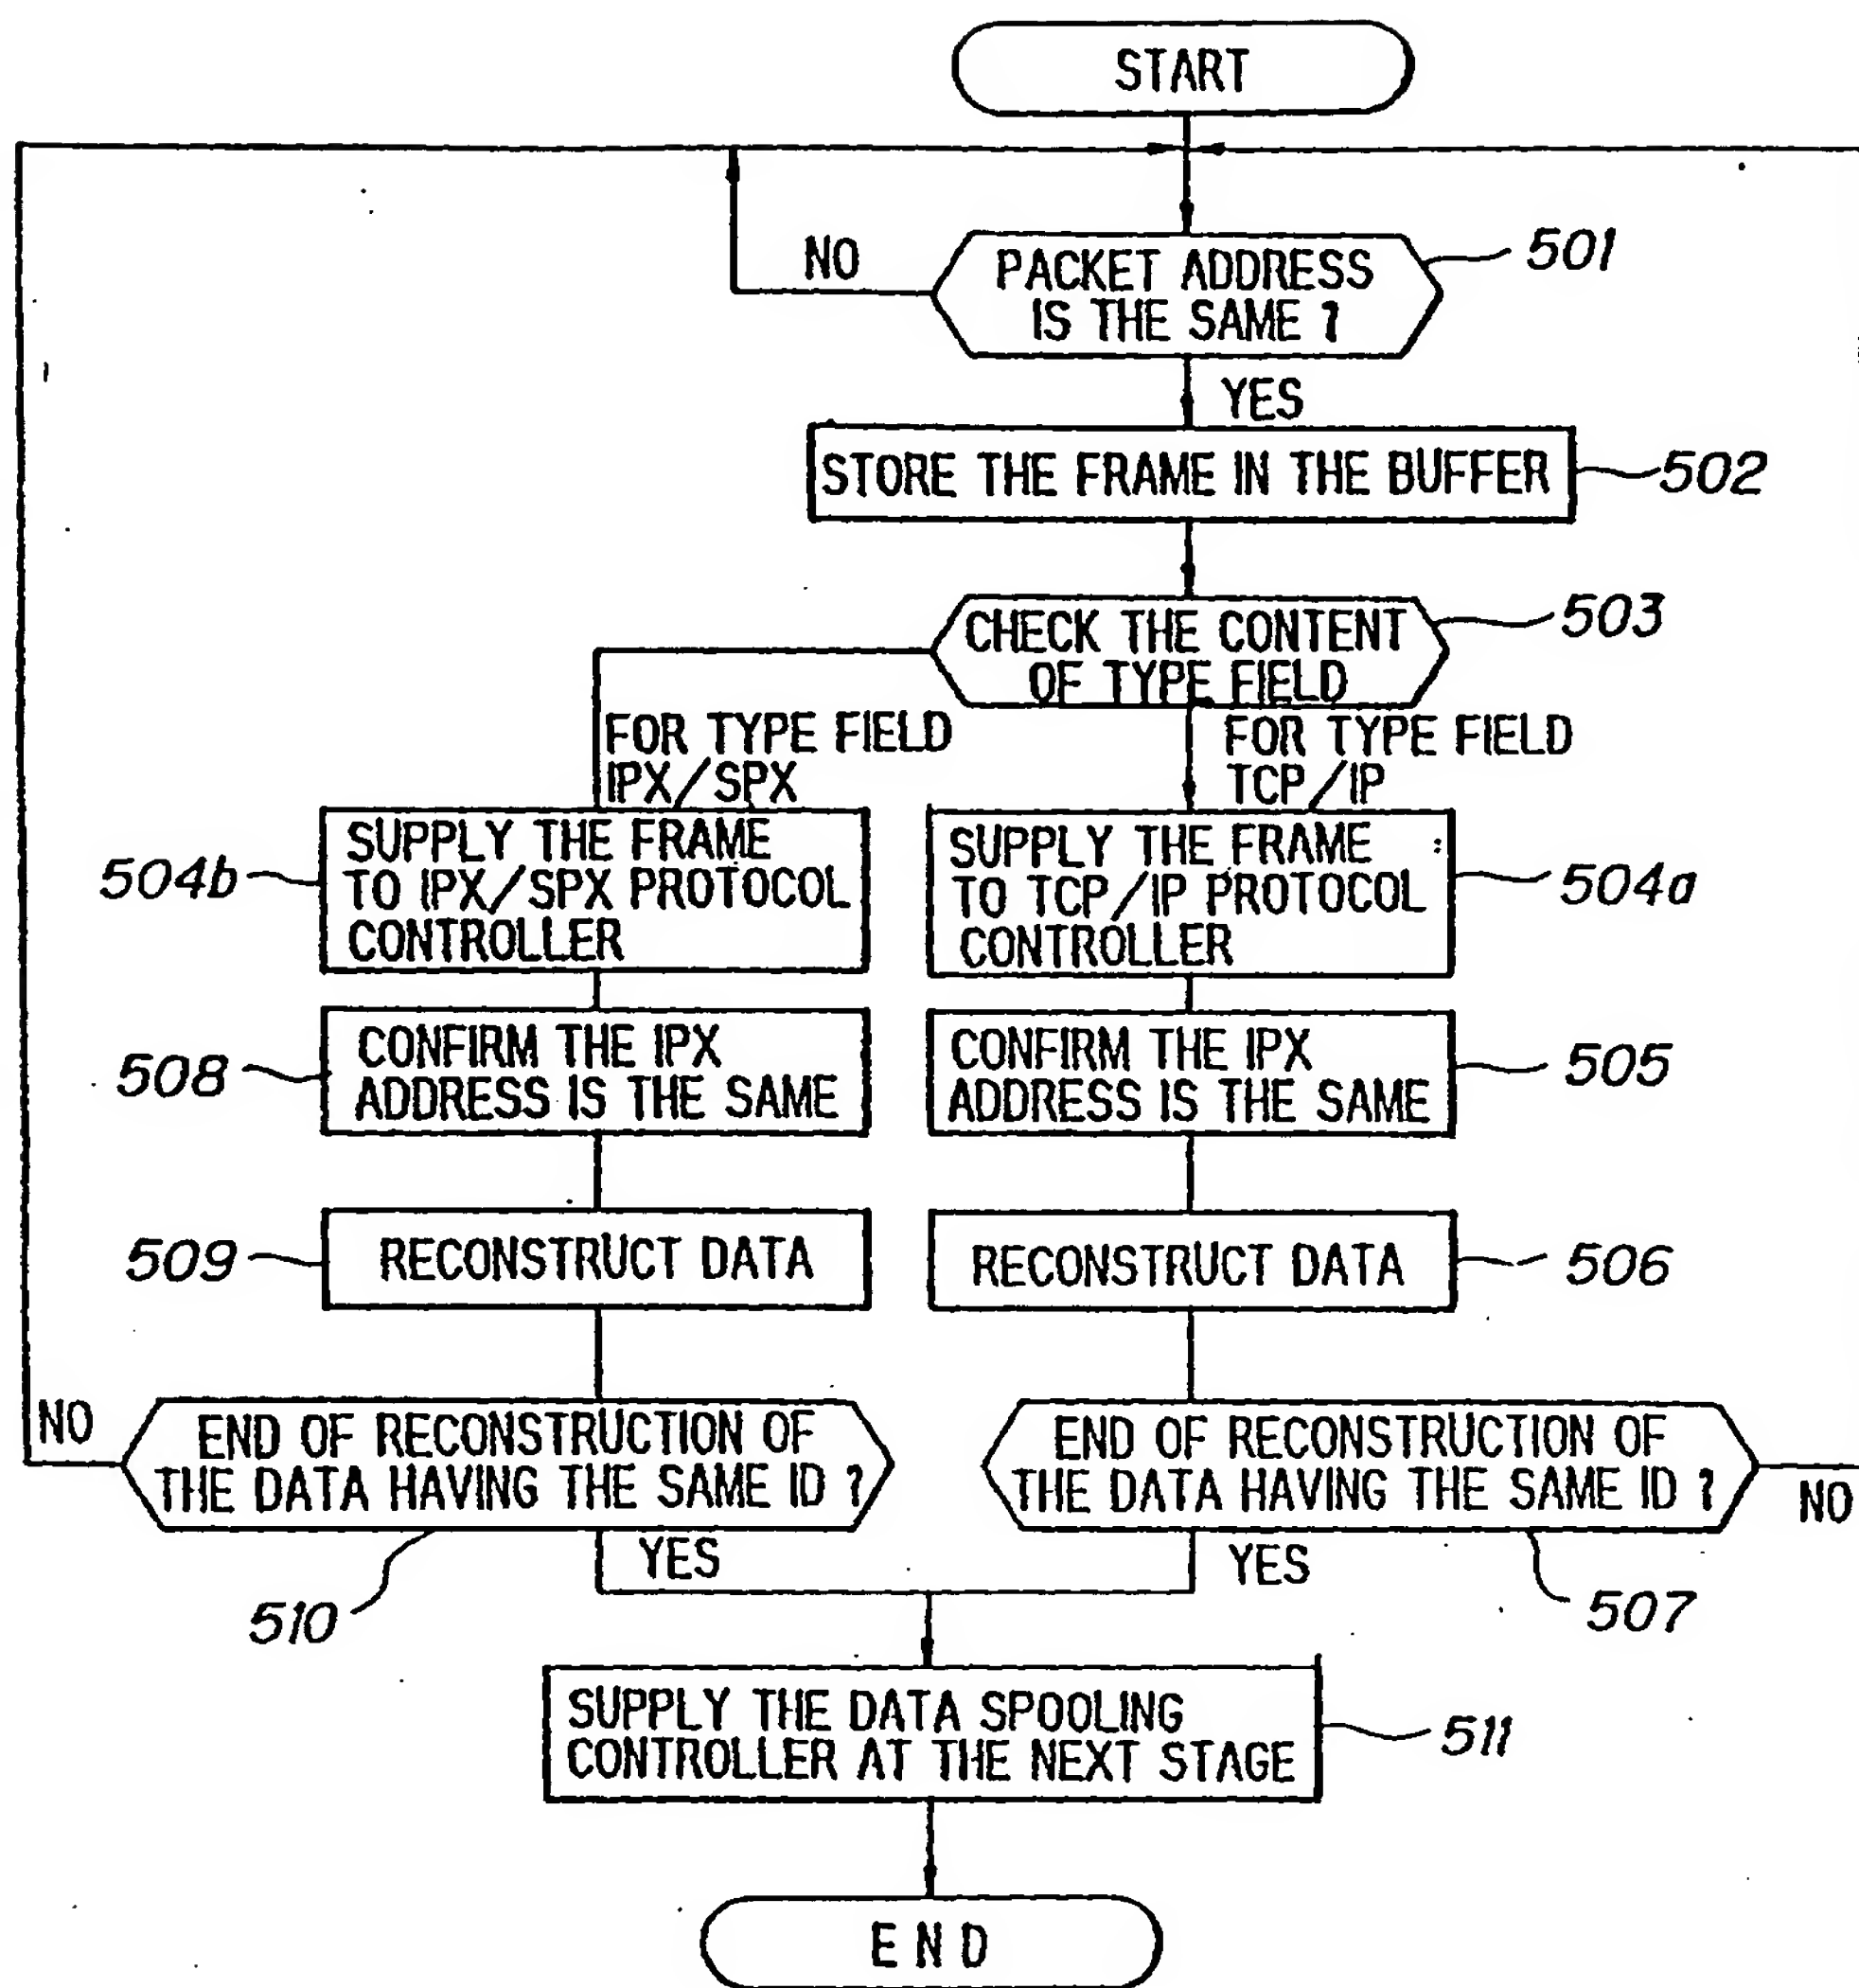 START
NO
PACKET ADDRESS
IS THE SAME ?
501
YES
STORE THE FRAME IN THE BUFFER
502
CHECK THE CONTENT
OF TYPE FIELD
503
FOR TYPE FIELD
IPX/SPX
FOR TYPE FIELD
TCP/IP
504b
SUPPLY THE FRAME
TO IPX/SPX PROTOCOL
CONTROLLER
SUPPLY THE FRAME
TO TCP/IP PROTOCOL
CONTROLLER
504a
508
CONFIRM THE IPX
ADDRESS IS THE SAME
CONFIRM THE IPX
ADDRESS IS THE SAME
505
509
RECONSTRUCT DATA
RECONSTRUCT DATA
506
NO
END OF RECONSTRUCTION OF
THE DATA HAVING THE SAME ID ?
END OF RECONSTRUCTION OF
THE DATA HAVING THE SAME ID ?
NO
510
YES
YES
507
SUPPLY THE DATA SPOOLING
CONTROLLER AT THE NEXT STAGE
511
END